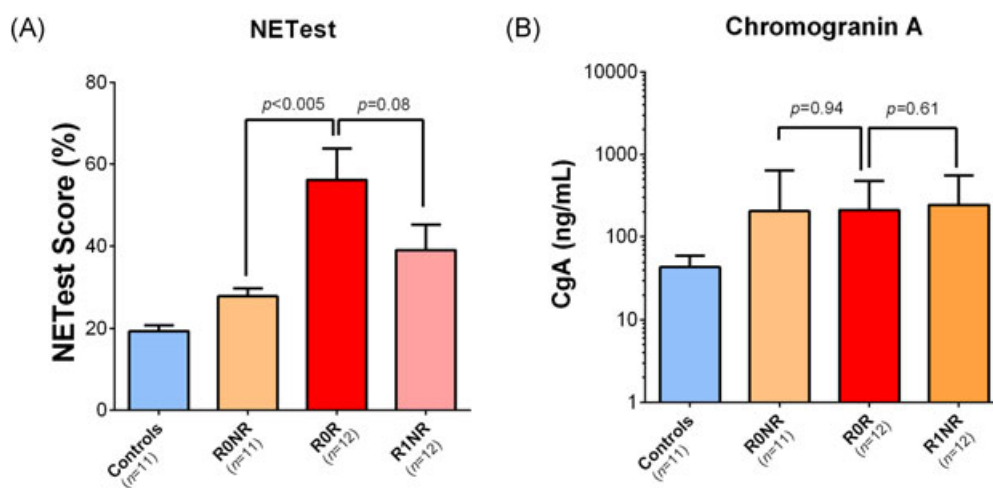 (A)
NETest
NETest Score (%)
80
60
40
20
0
p<0.005
p=0.08
Controls
(n=11)
R0NR
(n=11)
R0R
(n=12)
R1NR
(n=12)
(B)
Chromogranin A
CgA (ng/mL)
10000
1000
100
10
1
p=0.94
p=0.61
Controls
(n=11)
R0NR
(n=11)
R0R
(n=12)
R1NR
(n=12)